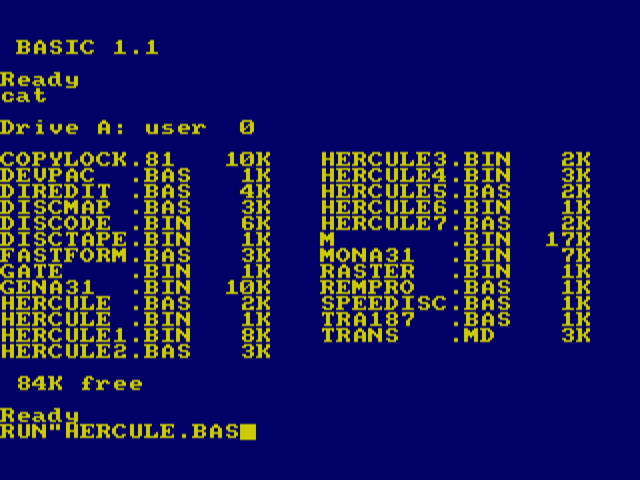 BASIC 1.1
Ready
cat
Drive A: user  0
COPYLOCK.81   10K   HERCULE3.BIN   2K
DEVPAC  .BAS   1K   HERCULE4.BIN   3K
DIREDIT .BAS   4K   HERCULE5.BAS   2K
DISCMAP .BAS   3K   HERCULE6.BIN   1K
DISCODE .BIN   6K   HERCULE7.BAS   2K
DISCTAPE.BIN   1K   M       .BIN  17K
FASTFORM.BAS   3K   MONA31  .BIN   7K
GATE    .BIN   1K   RASTER  .BIN   1K
GENA31  .BIN  10K   REMPRO  .BAS   1K
HERCULE .BAS   2K   SPEEDISC.BAS   1K
HERCULE .BIN   1K   TRA187  .BAS   1K
HERCULE1.BIN   8K   TRANS   .MD    3K
HERCULE2.BAS   3K
84K free
Ready
RUN"HERCULE.BAS